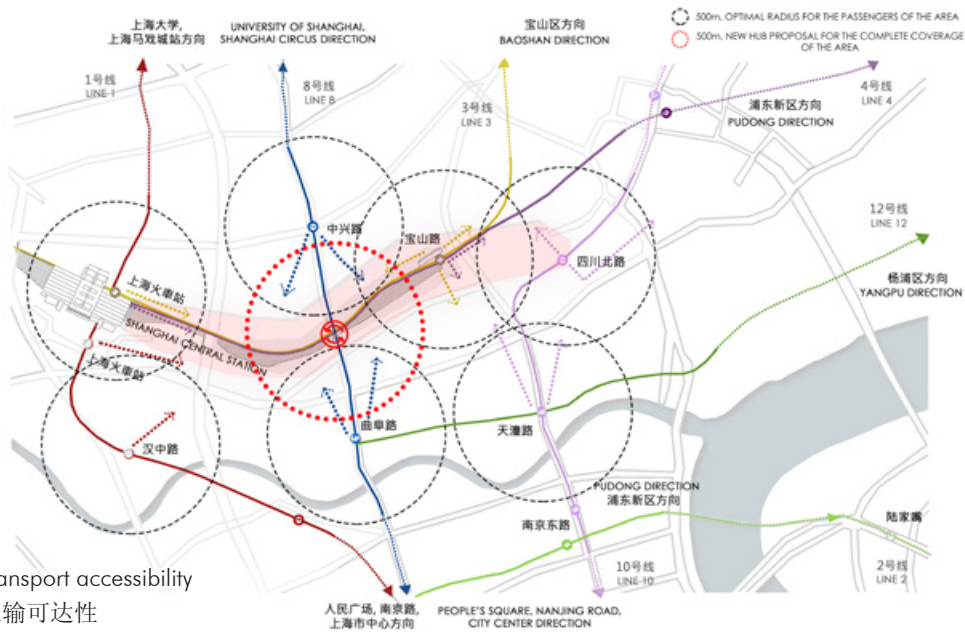 上海大学,
上海马戏城站方向
UNIVERSITY OF SHANGHAI,
SHANGHAI CIRCUS DIRECTION
宝山区方向
BAOSHAN DIRECTION
500m. OPTIMAL RADIUS FOR THE PASSENGERS OF THE AREA
500m. NEW HUB PROPOSAL FOR THE COMPLETE COVERAGE
OF THE AREA
1号线
LINE 1
8号线
LINE 8
3号线
LINE 3
4号线
LINE 4
浦东新区方向
PUDONG DIRECTION
12号线
LINE 12
中兴路
宝山路
四川北路
杨浦区方向
YANGPU DIRECTION
上海火車站
SHANGHAI CENTRAL STATION
上海火車站
汉中路
曲阜路
天潼路
PUDONG DIRECTION
浦东新区方向
南京东路
陆家嘴
10号线
LINE 10
2号线
LINE 2
ansport accessibility
输可达性
人民广场, 南京路,
上海市中心方向
PEOPLE'S SQUARE, NANJING ROAD,
CITY CENTER DIRECTION